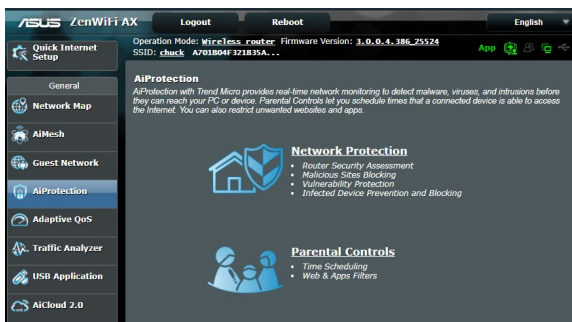 ASUS ZenWiFi AX Logout Reboot English
Quick Internet Setup
Operation Mode: Wireless router Firmware Version: 3.0.0.4.386_25524
SSID: chuck A701B04F321B35A...
App
General
Network Map
AiMesh
Guest Network
AiProtection
Adaptive QoS
Traffic Analyzer
USB Application
AiCloud 2.0
AiProtection
AiProtection with Trend Micro provides real-time network monitoring to detect malware, viruses, and intrusions before
they can reach your PC or device. Parental Controls let you schedule times that a connected device is able to access
the Internet. You can also restrict unwanted websites and apps.
Network Protection
Router Security Assessment
Malicious Sites Blocking
Vulnerability Protection
Infected Device Prevention and Blocking
Parental Controls
Time Scheduling
Web & Apps Filters